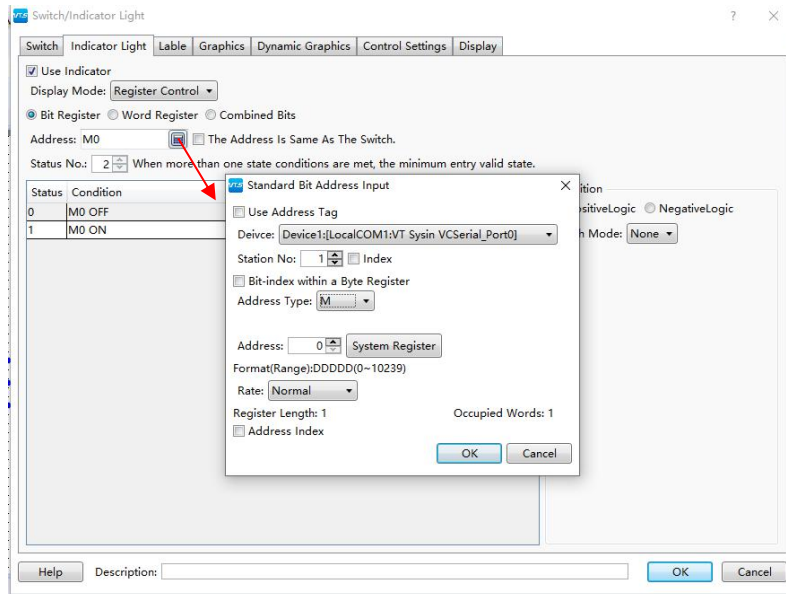 VT.S Switch/Indicator Light ?
Switch Indicator Light Lable Graphics Dynamic Graphics Control Settings Display
Use Indicator
Display Mode: Register Control
Bit Register Word Register Combined Bits
Address: M0 The Address Is Same As The Switch.
Status No.: 2 When more than one state conditions are met, the minimum entry valid state.
Status Condition
0 M0 OFF
1 M0 ON
ition
ositiveLogic NegativeLogic
h Mode: None
VT.S Standard Bit Address Input
Use Address Tag
Deivce: Device1:[LocalCOM1:VT Sysin VCSerial_Port0]
Station No: 1 Index
Bit-index within a Byte Register
Address Type: M
Address: 0 System Register
Format(Range):DDDDD(0~10239)
Rate: Normal
Register Length: 1 Occupied Words: 1
Address Index
OK Cancel
Help Description: OK Cancel